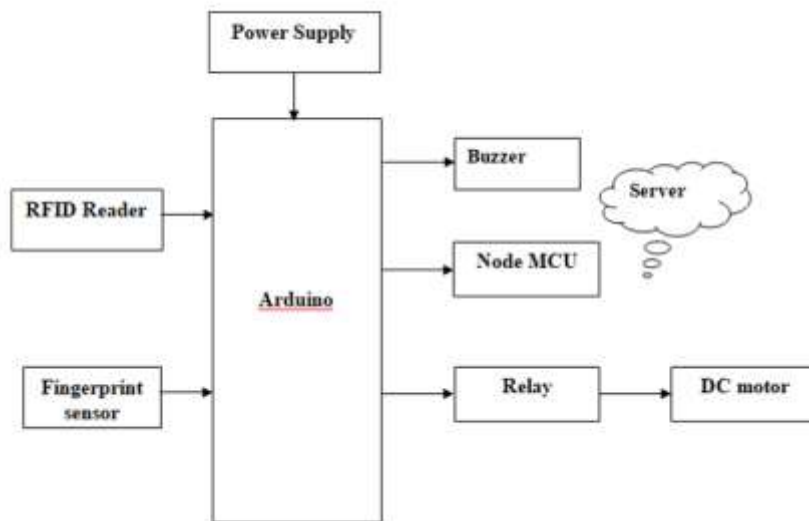 Power Supply
Buzzer
Server
RFID Reader
Node MCU
Arduino
Fingerprint
sensor
Relay
DC motor